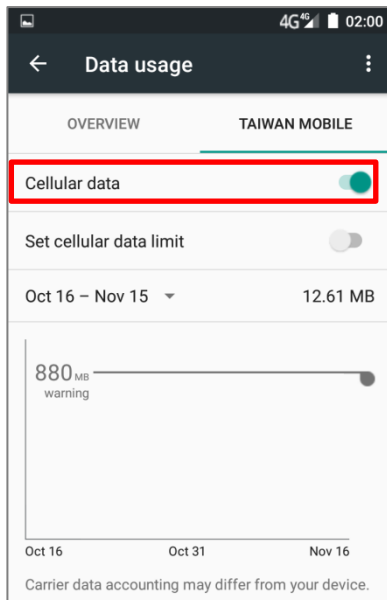 4G 4G 02:00
Data usage
OVERVIEW TAIWAN MOBILE
Cellular data
Set cellular data limit
Oct 16 – Nov 15 12.61 MB
880 MB
warning
Oct 16 Oct 31 Nov 16
Carrier data accounting may differ from your device.